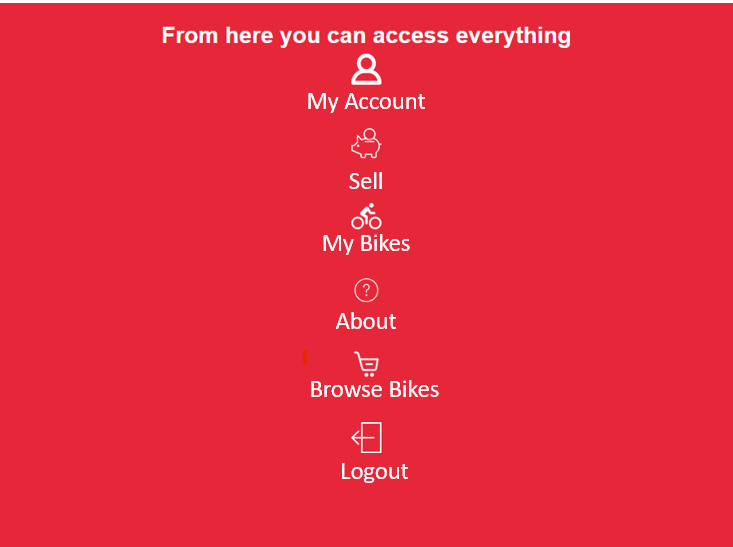 From here you can access everything
My Account
Sell
My Bikes
?
About
Browse Bikes
Logout